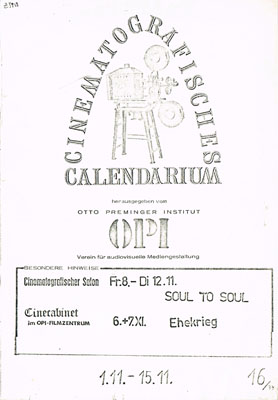 CINEMATOGRAFISCHES
CALENDARIUM
herausgegeben vom
OTTO PREMINGER INSTITUT
OPI
Verein für audiovisuelle Mediengestaltung
BESONDERE HINWEISE
Cinematografischer Salon Fr. 8. - Di 12.11.
SOUL TO SOUL
Cinecabinet
im OPI-FILMZENTRUM 6.+7.XI. Ehekrieg
1.11. - 15.11. 16/